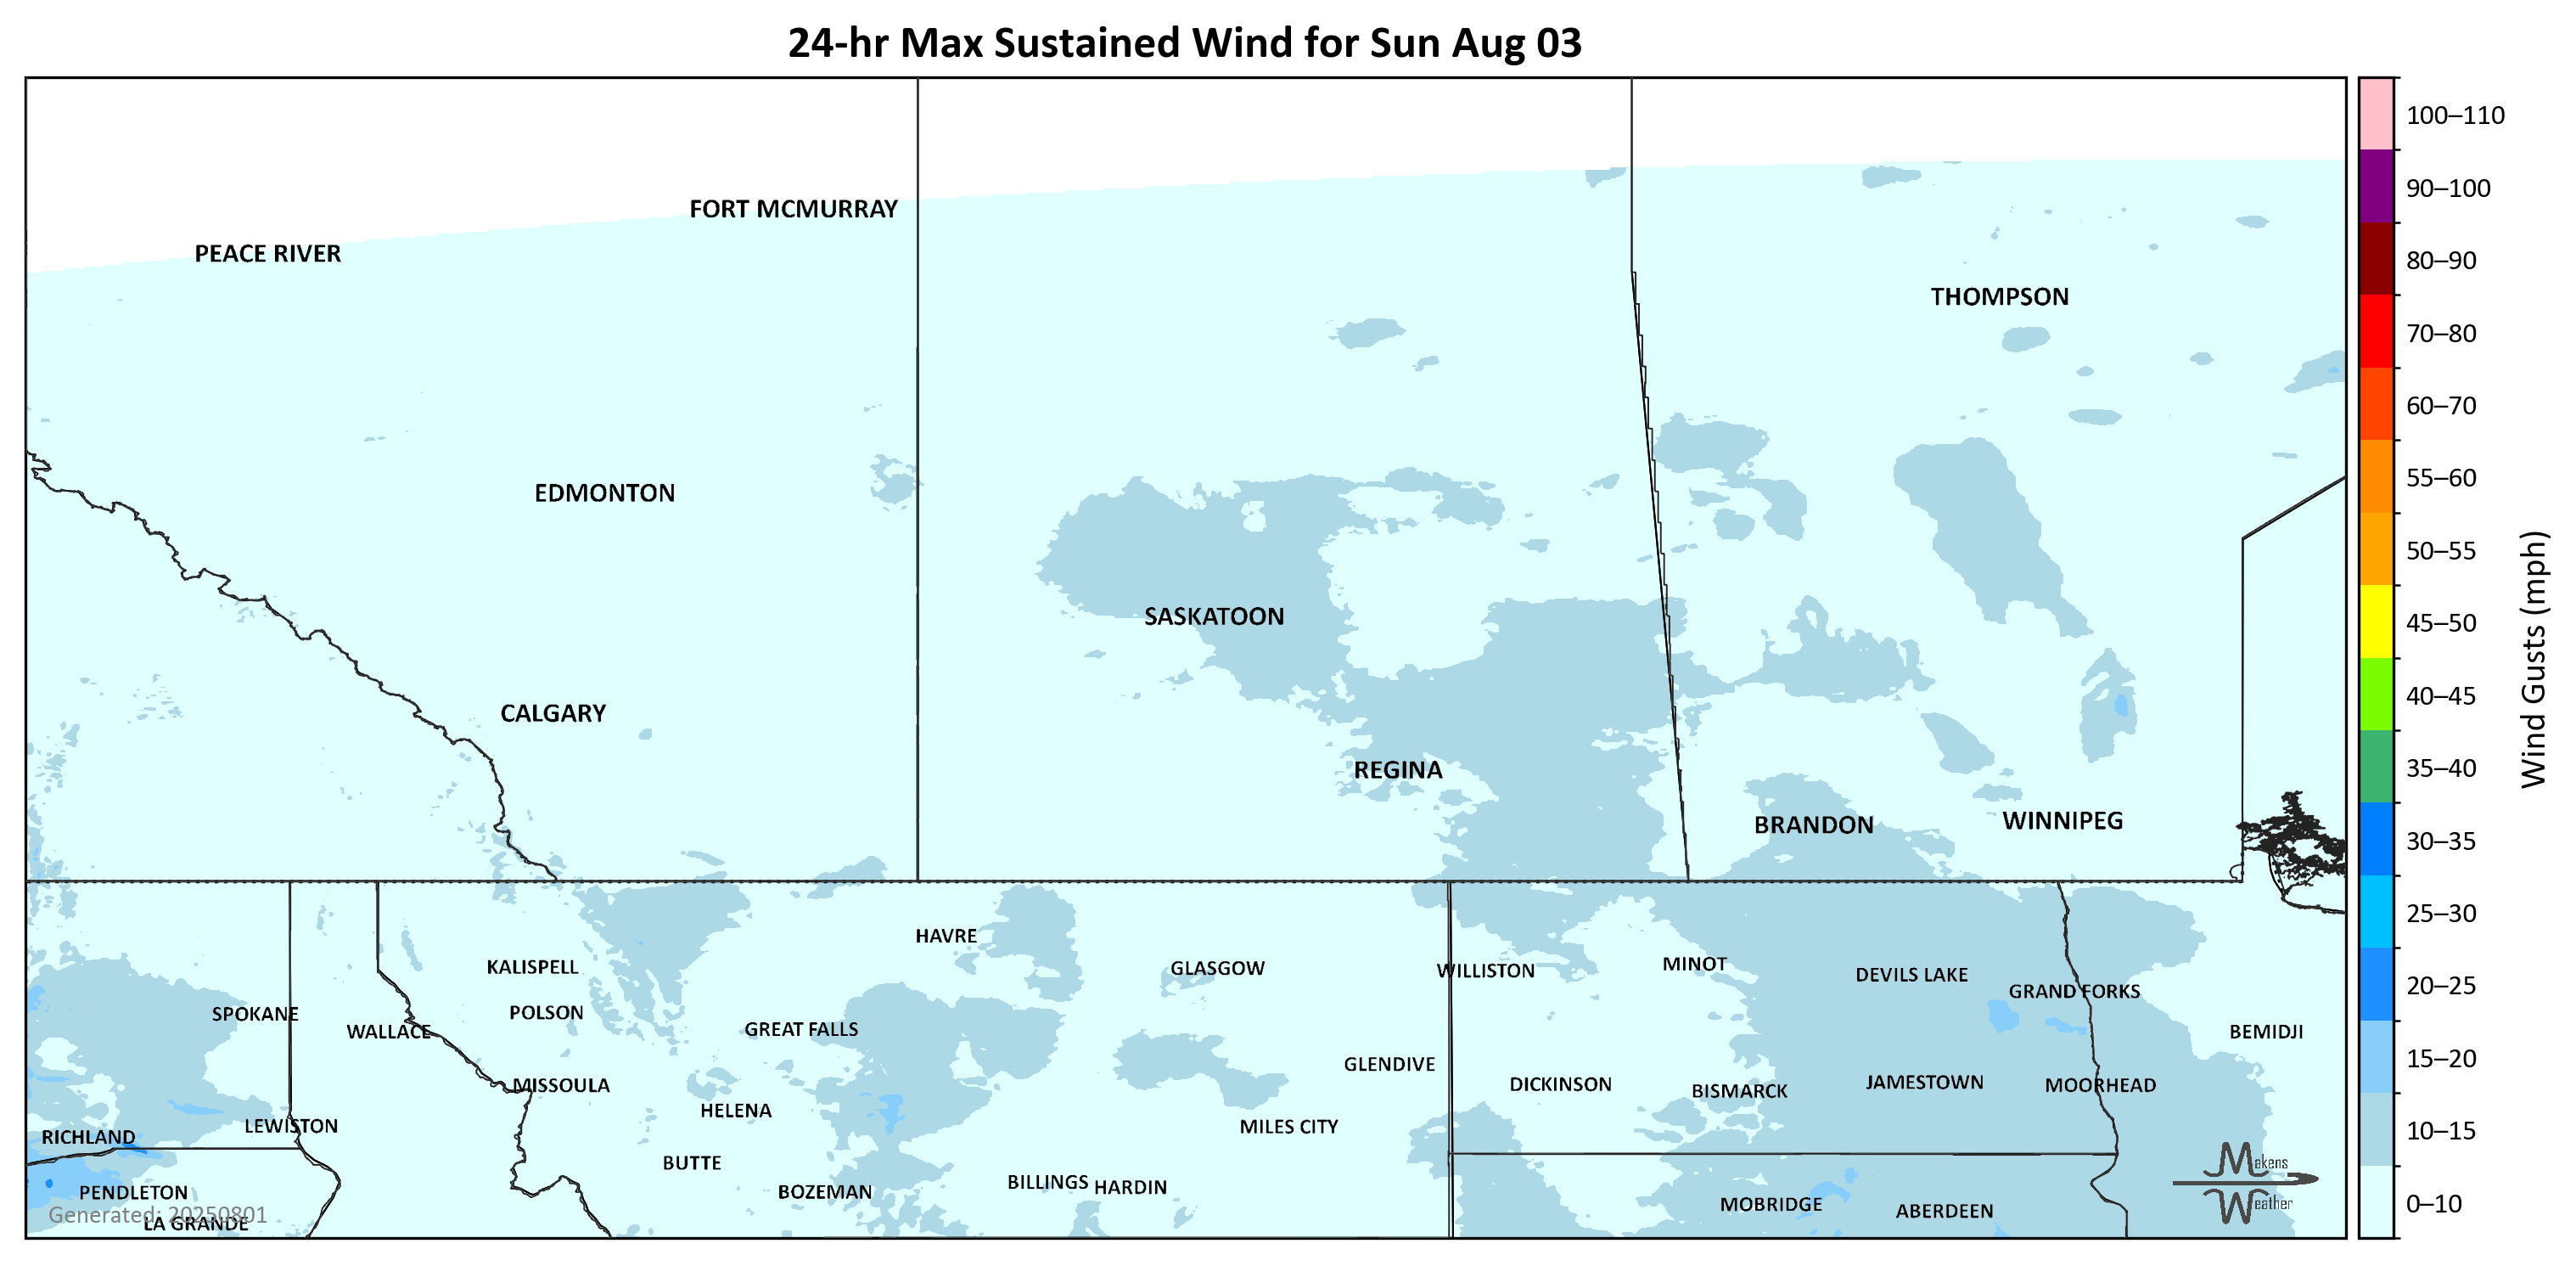 24-hr Max Sustained Wind for Sun Aug 03
100–110
90–100
FORT MCMURRAY
PEACE RIVER
80–90
THOMPSON
70–80
60–70
EDMONTON
55–60
50–55
SASKATOON
45–50
Wind Gusts (mph)
CALGARY
40–45
REGINA
35–40
BRANDON
WINNIPEG
30–35
HAVRE
25–30
KALISPELL
GLASGOW
WILLISTON
MINOT
DEVILS LAKE
20–25
GRAND FORKS
SPOKANE
POLSON
WALLACE
GREAT FALLS
BEMIDJI
15–20
GLENDIVE
MISSOULA
DICKINSON
BISMARCK
JAMESTOWN
MOORHEAD
HELENA
LEWISTON
MILES CITY
RICHLAND
10–15
BUTTE
Makens
Weather
PENDLETON
BOZEMAN
BILLINGS
HARDIN
MOBRIDGE
ABERDEEN
0–10
Generated: 20250801
LA GRANDE